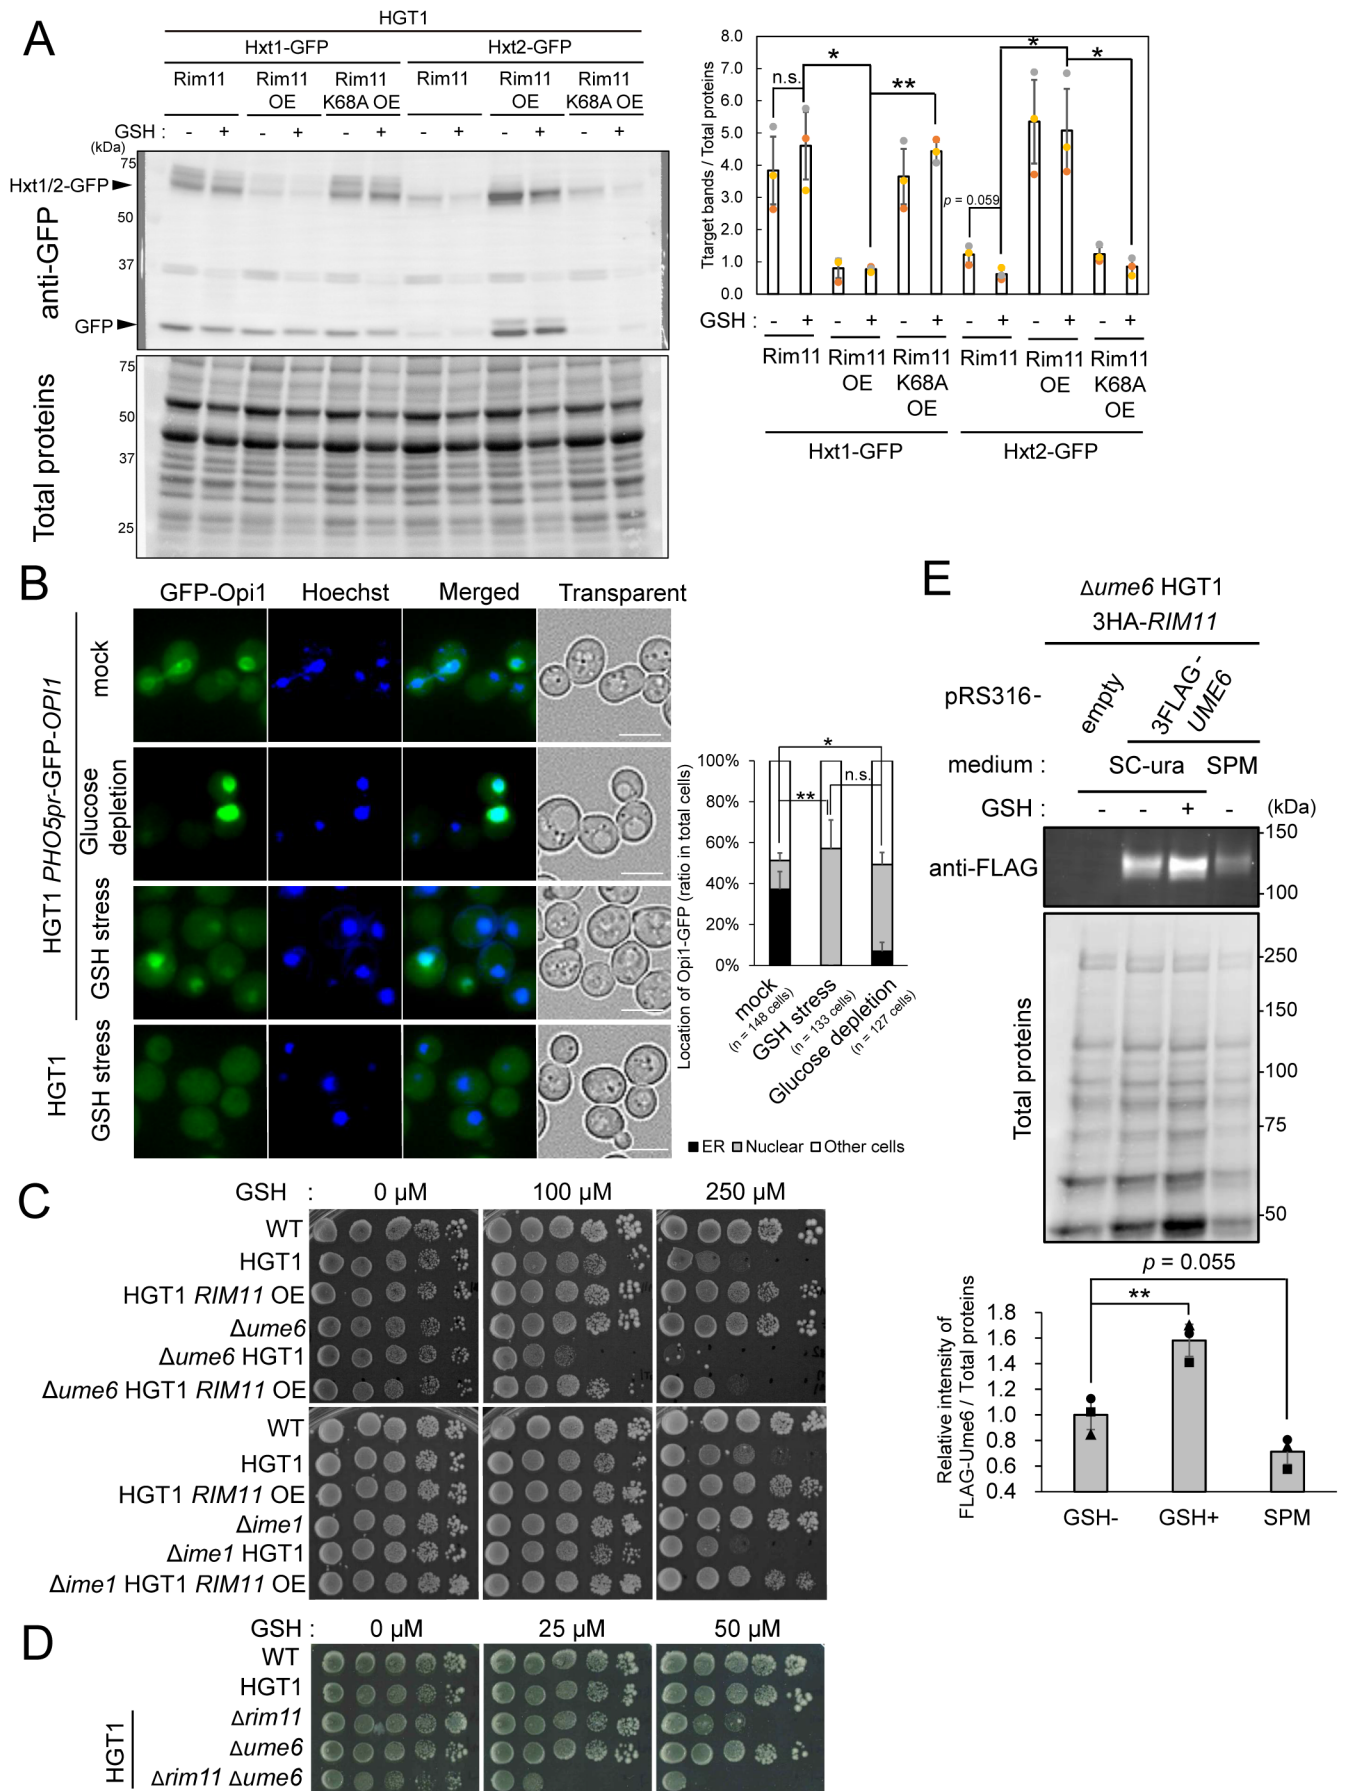 A
HGT1
Hxt1-GFP Hxt2-GFP
Rim11 Rim11 OE Rim11 K68A OE Rim11 Rim11 OE Rim11 K68A OE
GSH : - + - + - + - + - + - +
(kDa)
75
Hxt1/2-GFP
50
37
GFP
anti-GFP
75
50
37
25
Total proteins
Ttarget bands / Total proteins
8.0
7.0
6.0
5.0
4.0
3.0
2.0
1.0
0.0
n.s.
*
**
p = 0.059
*
*
GSH : - + - + - + - + - + - +
Rim11 Rim11 OE Rim11 K68A OE Rim11 Rim11 OE Rim11 K68A OE
Hxt1-GFP Hxt2-GFP
B
GFP-Opi1 Hoechst Merged Transparent
HGT1 PHO5pr-GFP-OPI1
mock
Glucose depletion
GSH stress
HGT1
GSH stress
Location of Opi1-GFP (ratio in total cells)
100%
80%
60%
40%
20%
0%
*
**
n.s.
mock
(n = 148 cells)
GSH stress
(n = 133 cells)
Glucose depletion
(n = 127 cells)
ER Nuclear Other cells
C
GSH : 0 µM 100 µM 250 µM
WT
HGT1
HGT1 RIM11 OE
Δume6
Δume6 HGT1
Δume6 HGT1 RIM11 OE
WT
HGT1
HGT1 RIM11 OE
Δime1
Δime1 HGT1
Δime1 HGT1 RIM11 OE
D
GSH : 0 µM 25 µM 50 µM
WT
HGT1
HGT1
Δrim11
Δume6
Δrim11 Δume6
E
Δume6 HGT1
3HA-RIM11
pRS316- empty 3FLAG-UME6
medium : SC-ura SPM
GSH : - - + - (kDa)
anti-FLAG
150
100
Total proteins
250
150
100
75
50
p = 0.055
**
Relative intensity of
FLAG-Ume6 / Total proteins
1.8
1.6
1.4
1.2
1.0
0.8
0.6
0.4
GSH- GSH+ SPM